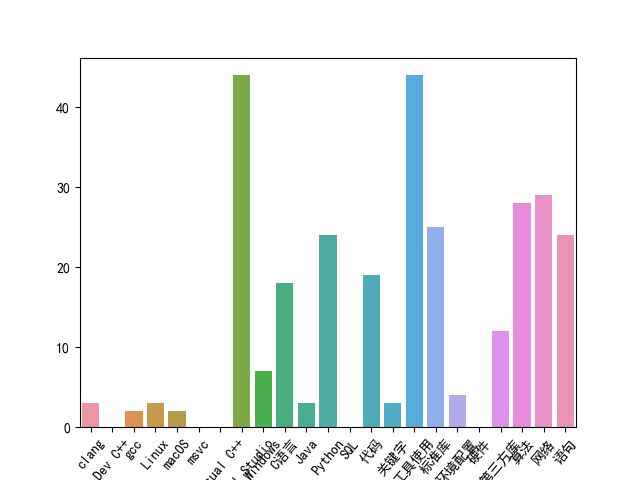 40
30
20
10
0
clang
Dev C++
gcc
Linux
macOS
msvc
ual C++
l Studio
Windows
C语言
Java
Python
SQL
代码
关键字
工具使用
标准库
环境配置
硬件
第三方库
算法
网络
语句